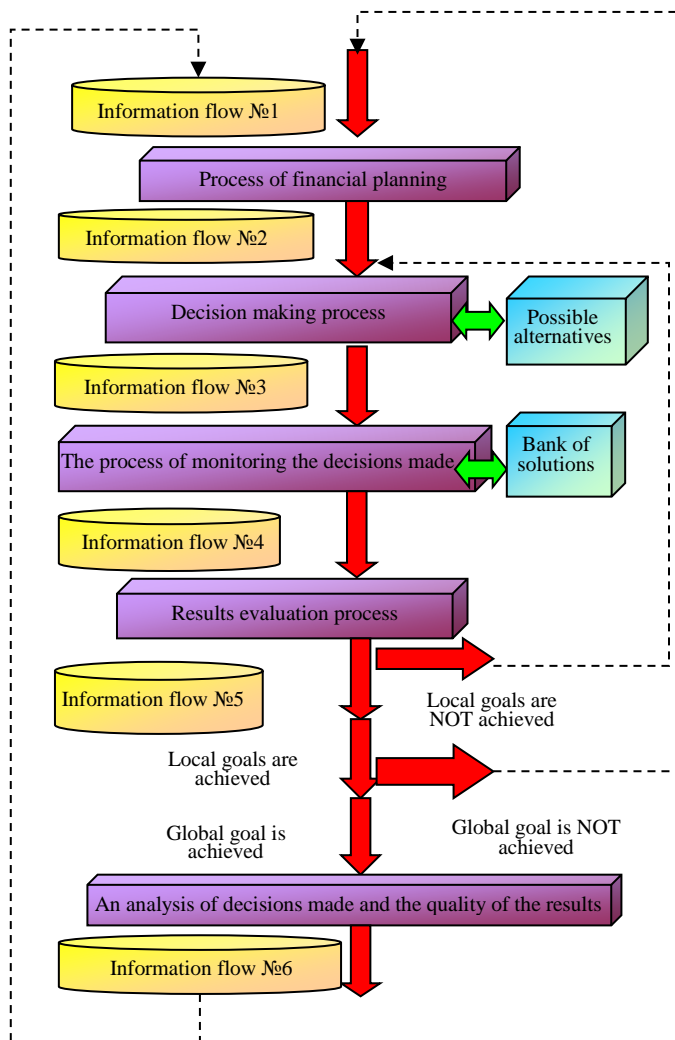 Information flow №1
Process of financial planning
Information flow №2
Decision making process
Possible
alternatives
Information flow №3
The process of monitoring the decisions made
Bank of
solutions
Information flow №4
Results evaluation process
Information flow №5
Local goals are
NOT achieved
Local goals are
achieved
Global goal is
achieved
Global goal is NOT
achieved
An analysis of decisions made and the quality of the results
Information flow №6